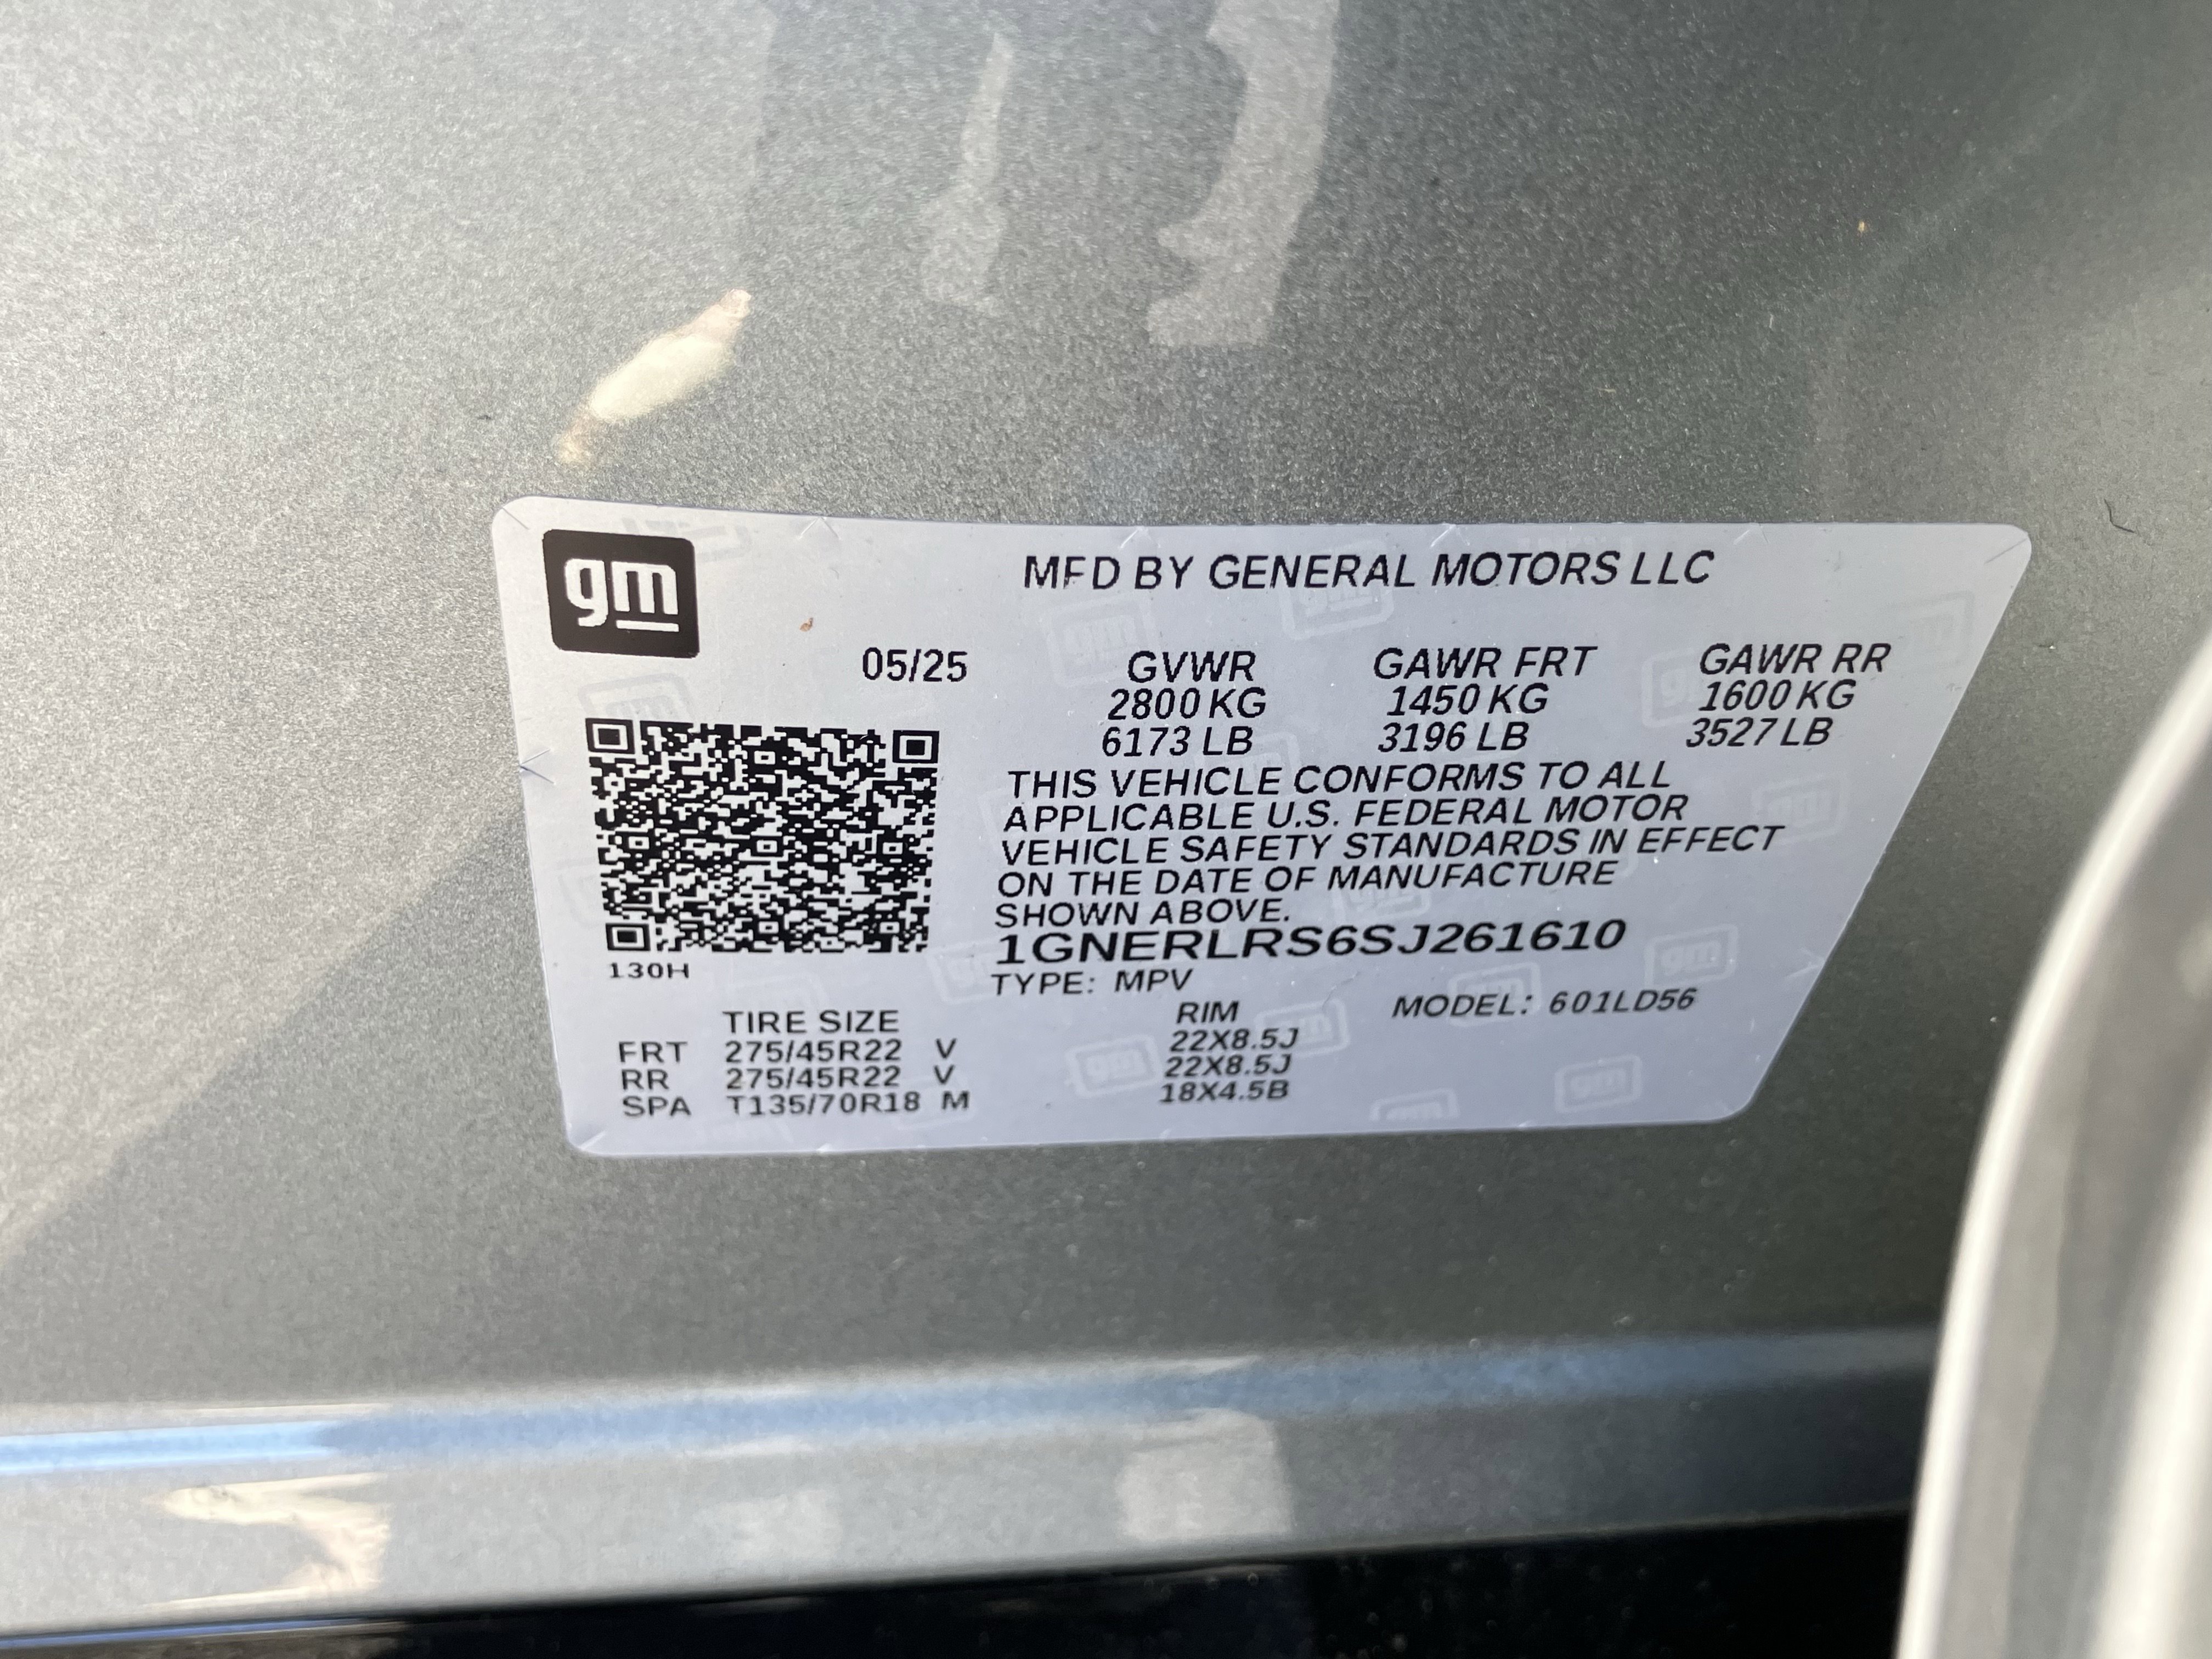 gm
MFD BY GENERAL MOTORS LLC
05/25 GVWR GAWR FRT GAWR RR
2800 KG 1450 KG 1600 KG
6173 LB 3196 LB 3527 LB
THIS VEHICLE CONFORMS TO ALL
APPLICABLE U.S. FEDERAL MOTOR
VEHICLE SAFETY STANDARDS IN EFFECT
ON THE DATE OF MANUFACTURE
SHOWN ABOVE.
1GNERLRS6SJ261610
130H
TYPE: MPV
MODEL: 601LD56
TIRE SIZE RIM
FRT 275/45R22 V 22X8.5J
RR 275/45R22 V 22X8.5J
SPA T135/70R18 M 18X4.5B